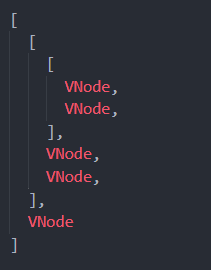 [
  [
    [
      VNode,
      VNode,
    ],
    VNode,
    VNode,
  ],
  VNode
]